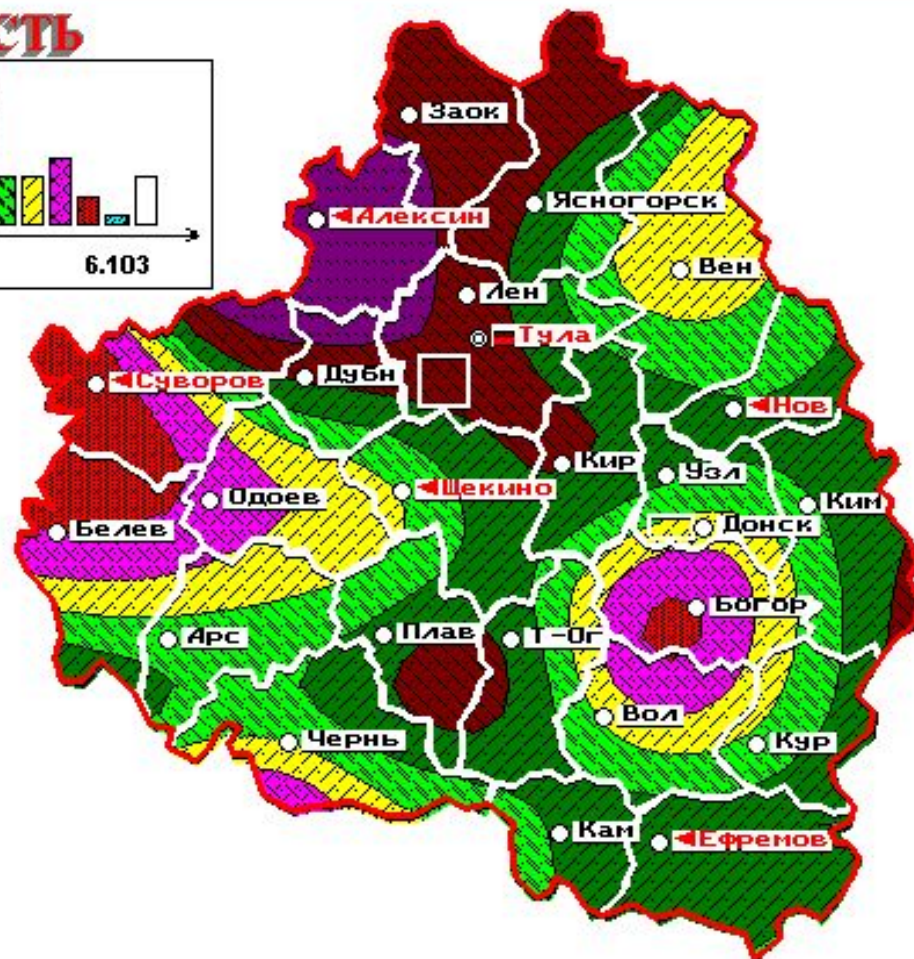 СТЬ
6.103
Заок
Ясногорск
Алексин
Вен
Лен
Тула
Суворов
Дубн
Нов
Кир
Узл
Щекино
Одоев
Ким
Белев
Донск
Богор
Арс
Плав
Т-Ог
Вол
Чернь
Кур
Кам
Ефремов